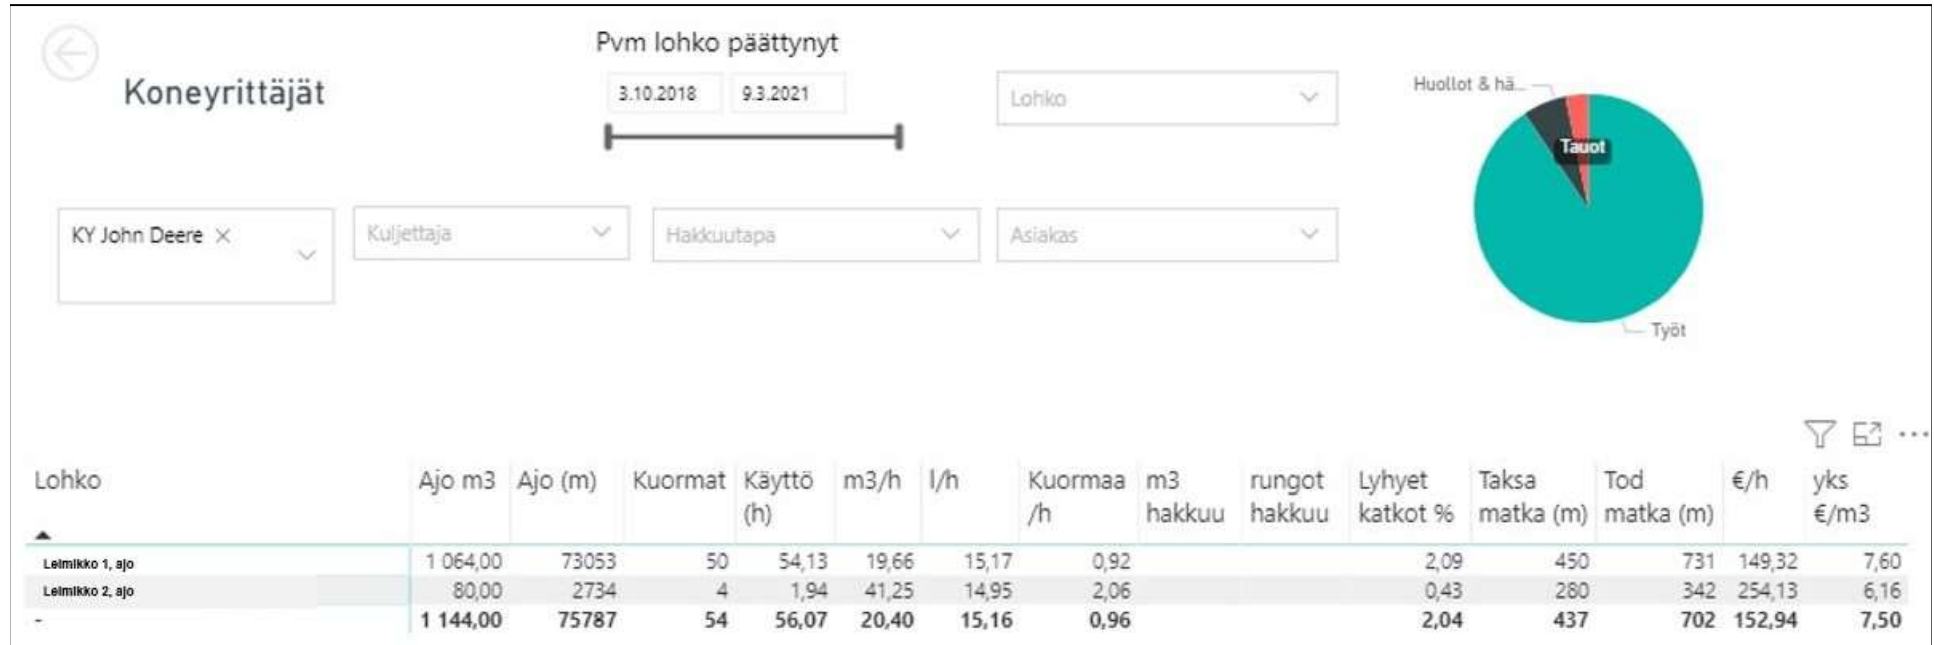 Pvm lohko päättynyt
Koneyrittäjät
3.10.2018 9.3.2021
Lohko
Huollot & hä...
Tauot
KY John Deere
Kuljettaja
Hakkuutapa
Asiakas
Työt
Lohko Ajo m3 Ajo (m) Kuormat Käyttö m3/h l/h Kuormaa m3 rungot Lyhyet Taksa Tod €/h yks
(h) /h hakkuu hakkuu katkot % matka (m) matka (m) €/m3
Leimikko 1, ajo 1 064,00 73053 50 54,13 19,66 15,17 0,92 2,09 450 731 149,32 7,60
Leimikko 2, ajo 80,00 2734 4 1,94 41,25 14,95 2,06 0,43 280 342 254,13 6,16
- 1 144,00 75787 54 56,07 20,40 15,16 0,96 2,04 437 702 152,94 7,50